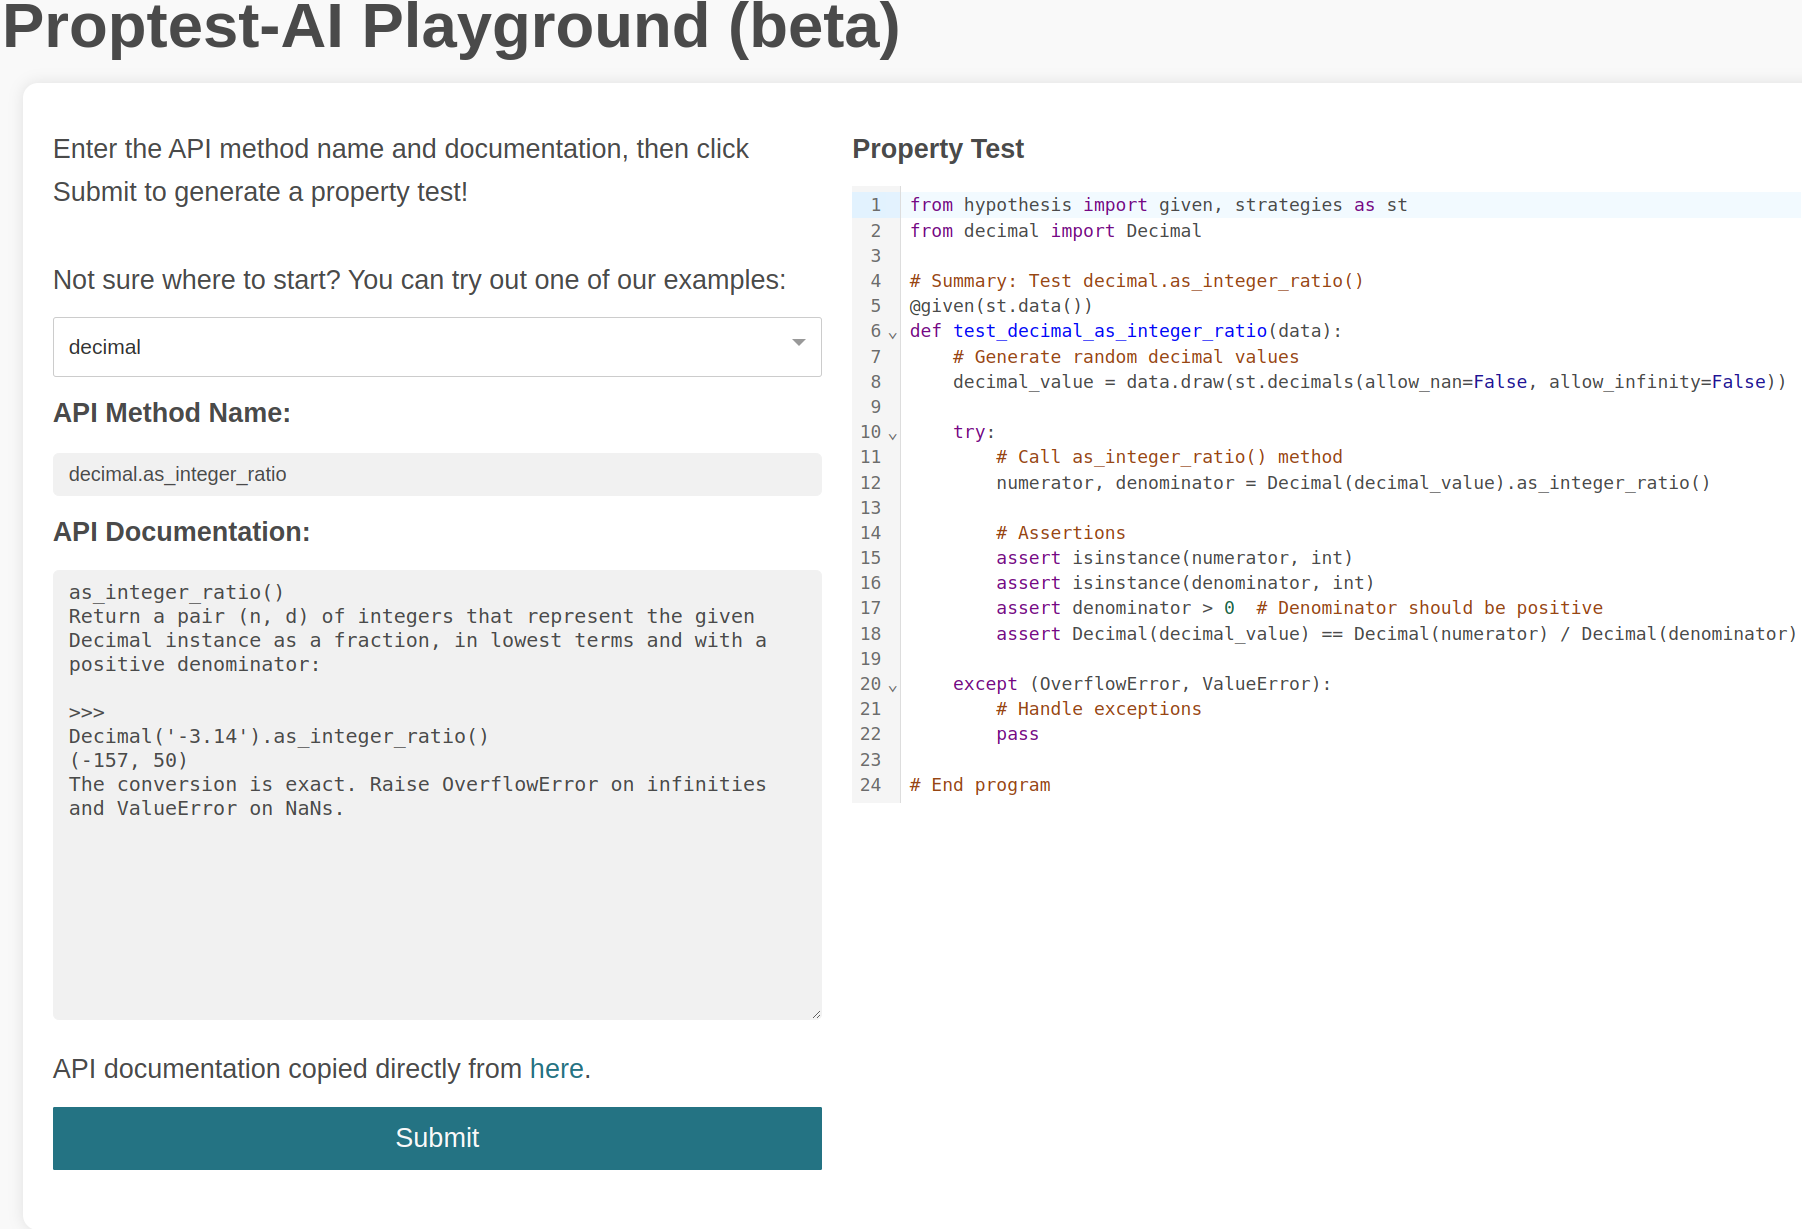 Proptest-AI Playground (beta)
Enter the API method name and documentation, then click
Submit to generate a property test!
Not sure where to start? You can try out one of our examples:
decimal
API Method Name:
decimal.as_integer_ratio
API Documentation:
as_integer_ratio()
Return a pair (n, d) of integers that represent the given
Decimal instance as a fraction, in lowest terms and with a
positive denominator:
>>>
Decimal('-3.14').as_integer_ratio()
(-157, 50)
The conversion is exact. Raise OverflowError on infinities
and ValueError on NaNs.
API documentation copied directly from here.
Submit
Property Test
1 from hypothesis import given, strategies as st
2 from decimal import Decimal
3
4 # Summary: Test decimal.as_integer_ratio()
5 @given(st.data())
6 def test_decimal_as_integer_ratio(data):
7     # Generate random decimal values
8     decimal_value = data.draw(st.decimals(allow_nan=False, allow_infinity=False))
9
10     try:
11         # Call as_integer_ratio() method
12         numerator, denominator = Decimal(decimal_value).as_integer_ratio()
13
14         # Assertions
15         assert isinstance(numerator, int)
16         assert isinstance(denominator, int)
17         assert denominator > 0  # Denominator should be positive
18         assert Decimal(decimal_value) == Decimal(numerator) / Decimal(denominator)
19
20     except (OverflowError, ValueError):
21         # Handle exceptions
22         pass
23
24 # End program